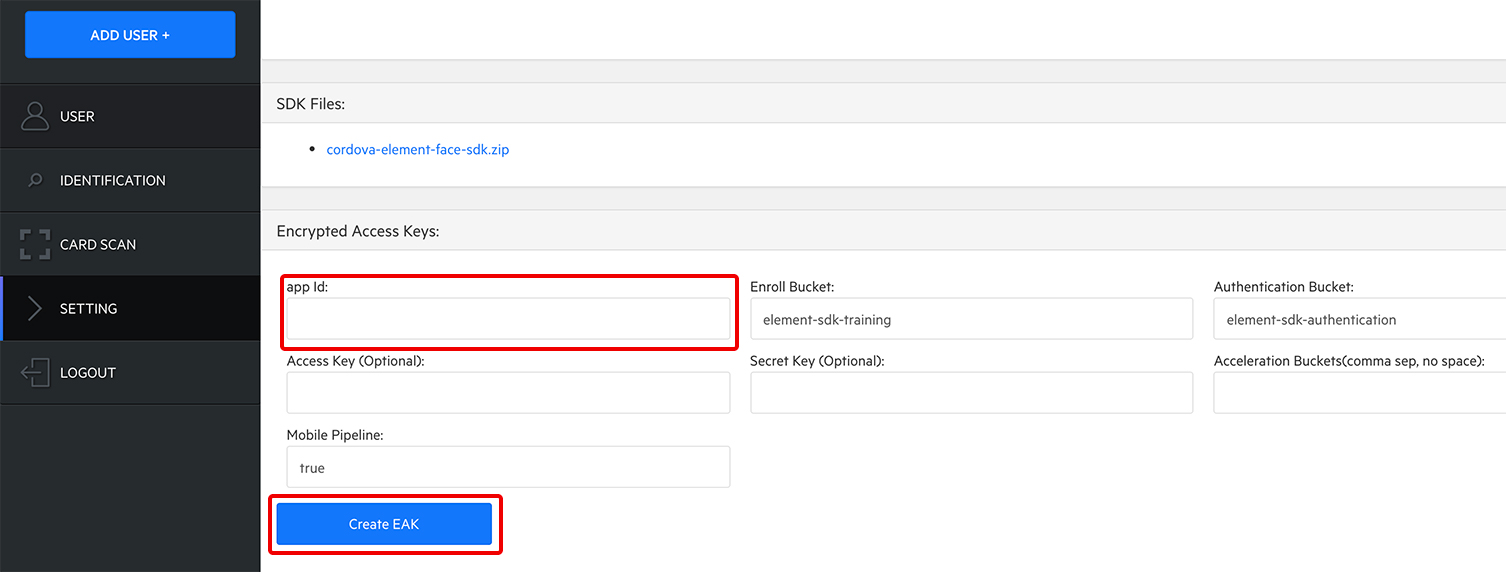 ADD USER +
USER
IDENTIFICATION
CARD SCAN
SETTING
LOGOUT
SDK Files:
cordova-element-face-sdk.zip
Encrypted Access Keys:
app Id:
Enroll Bucket:
Authentication Bucket:
element-sdk-training
element-sdk-authentication
Access Key (Optional):
Secret Key (Optional):
Acceleration Buckets(comma sep, no space):
Mobile Pipeline:
true
Create EAK